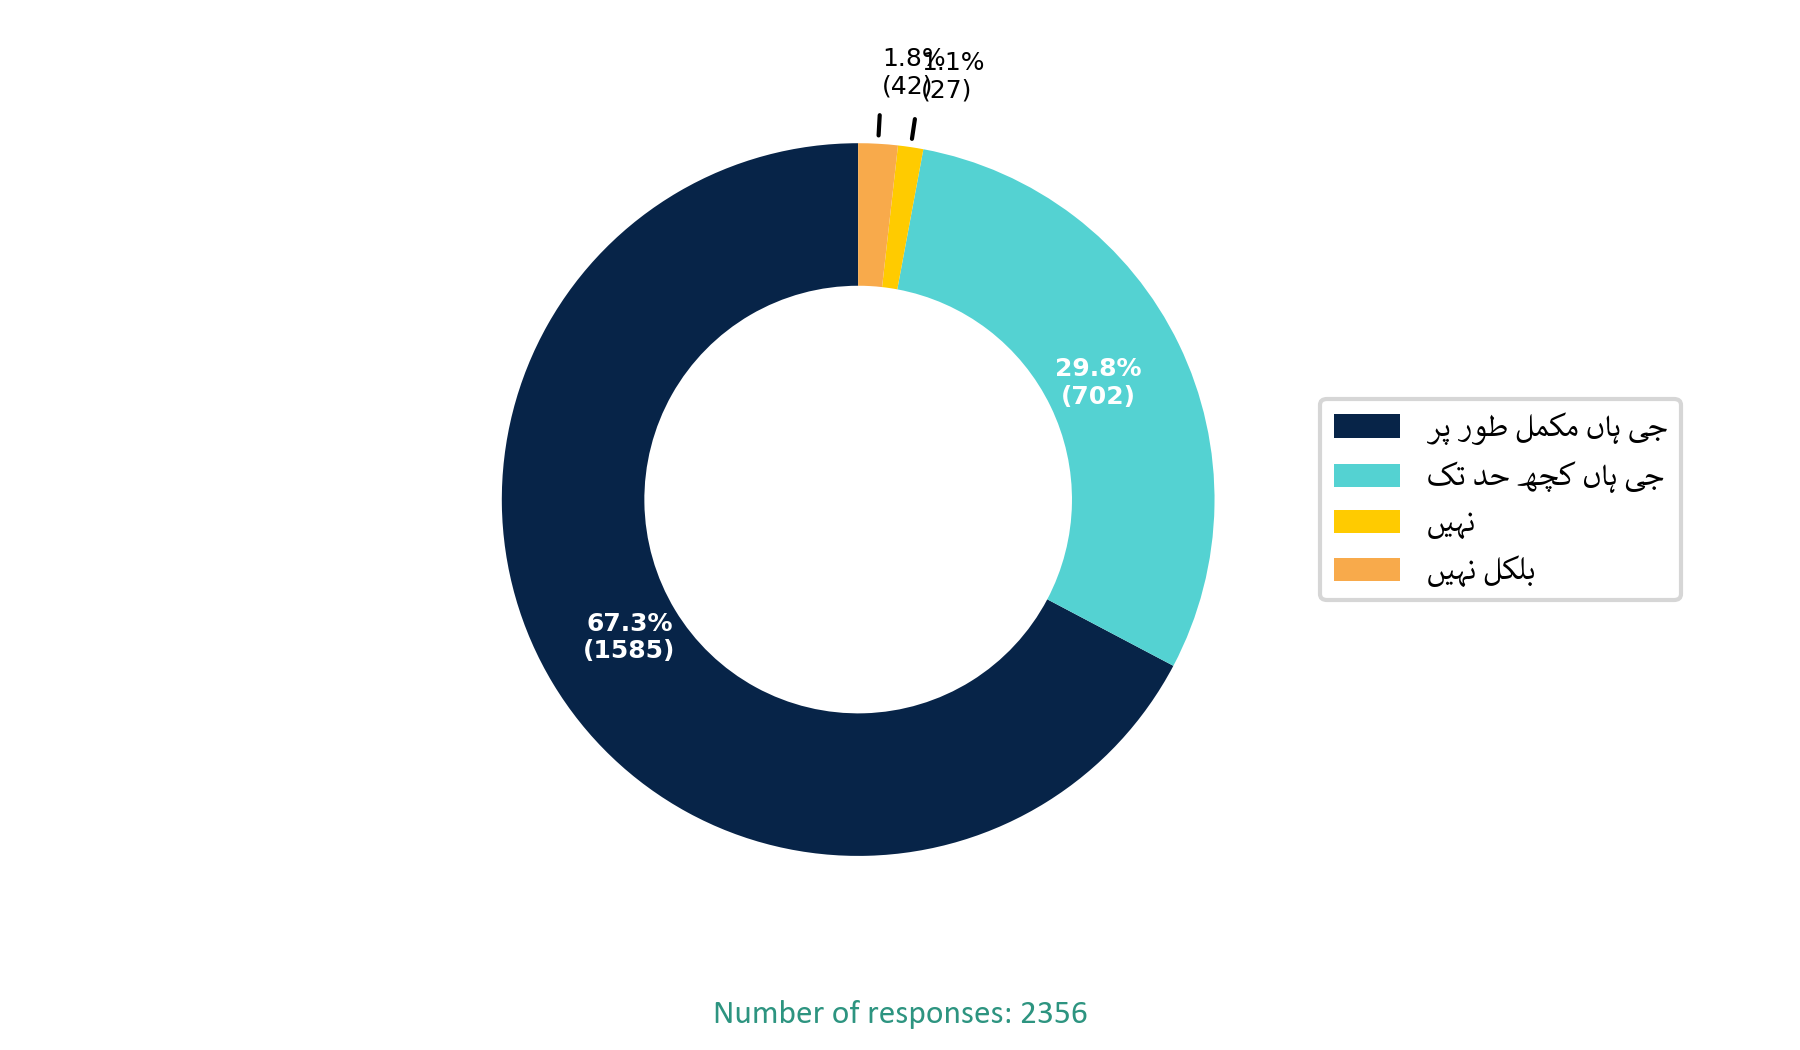 1.8%
(42)
1.1%
(27)
29.8%
(702)
67.3%
(1585)
جی ہاں مکمل طور پر
جی ہاں کچھ حد تک
نہیں
بلکل نہیں
Number of responses: 2356